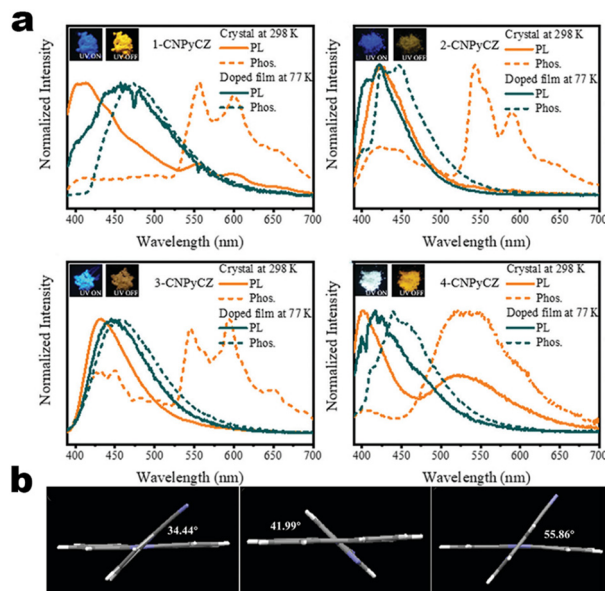 a
Normalized Intensity
UV ON
UV OFF
1-CNPyCZ
Crystal at 298 K
PL
Phos.
Doped film at 77 K
PL
Phos.
400 450 500 550 600 650 700
Wavelength (nm)
Normalized Intensity
UV ON
UV OFF
2-CNPyCZ
Crystal at 298 K
PL
Phos.
Doped film at 77 K
PL
Phos.
400 450 500 550 600 650 700
Wavelength (nm)
Normalized Intensity
UV ON
UV OFF
3-CNPyCZ
Crystal at 298 K
PL
Phos.
Doped film at 77 K
PL
Phos.
400 450 500 550 600 650 700
Wavelength (nm)
Normalized Intensity
UV ON
UV OFF
4-CNPyCZ
Crystal at 298 K
PL
Phos.
Doped film at 77 K
PL
Phos.
400 450 500 550 600 650 700
Wavelength (nm)
b
34.44°
41.99°
55.86°